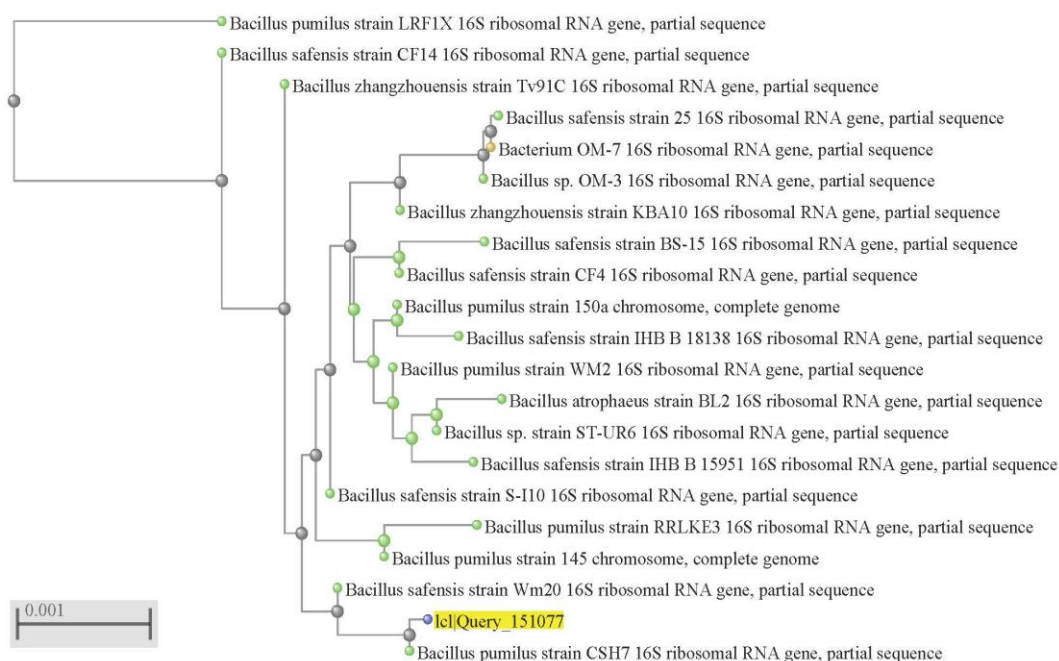 Bacillus pumilus strain LRF1X 16S ribosomal RNA gene, partial sequence
Bacillus safensis strain CF14 16S ribosomal RNA gene, partial sequence
Bacillus zhangzhouensis strain Tv91C 16S ribosomal RNA gene, partial sequence
Bacillus safensis strain 25 16S ribosomal RNA gene, partial sequence
Bacterium OM-7 16S ribosomal RNA gene, partial sequence
Bacillus sp. OM-3 16S ribosomal RNA gene, partial sequence
Bacillus zhangzhouensis strain KBA10 16S ribosomal RNA gene, partial sequence
Bacillus safensis strain BS-15 16S ribosomal RNA gene, partial sequence
Bacillus safensis strain CF4 16S ribosomal RNA gene, partial sequence
Bacillus pumilus strain 150a chromosome, complete genome
Bacillus safensis strain IHB B 18138 16S ribosomal RNA gene, partial sequence
Bacillus pumilus strain WM2 16S ribosomal RNA gene, partial sequence
Bacillus atrophaeus strain BL2 16S ribosomal RNA gene, partial sequence
Bacillus sp. strain ST-UR6 16S ribosomal RNA gene, partial sequence
Bacillus safensis strain IHB B 15951 16S ribosomal RNA gene, partial sequence
Bacillus safensis strain S-I10 16S ribosomal RNA gene, partial sequence
Bacillus pumilus strain RRLKE3 16S ribosomal RNA gene, partial sequence
Bacillus pumilus strain 145 chromosome, complete genome
Bacillus safensis strain Wm20 16S ribosomal RNA gene, partial sequence
0.001
lcl|Query_151077
Bacillus pumilus strain CSH7 16S ribosomal RNA gene, partial sequence